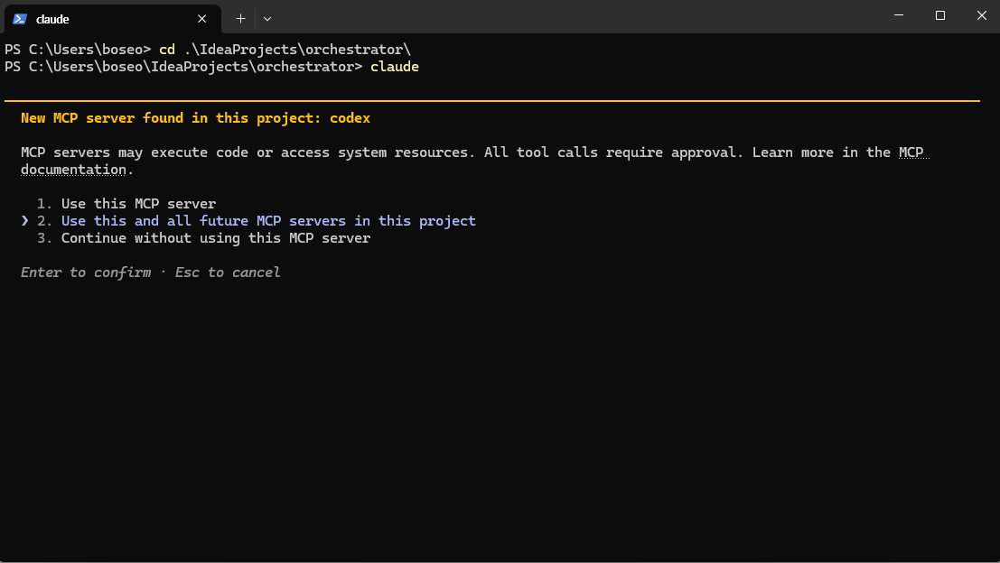 claude
PS C:\Users\boseo> cd .\IdeaProjects\orchestrator\
PS C:\Users\boseo\IdeaProjects\orchestrator> claude
New MCP server found in this project: codex
MCP servers may execute code or access system resources. All tool calls require approval. Learn more in the MCP
documentation.
1. Use this MCP server
❯ 2. Use this and all future MCP servers in this project
3. Continue without using this MCP server
Enter to confirm · Esc to cancel